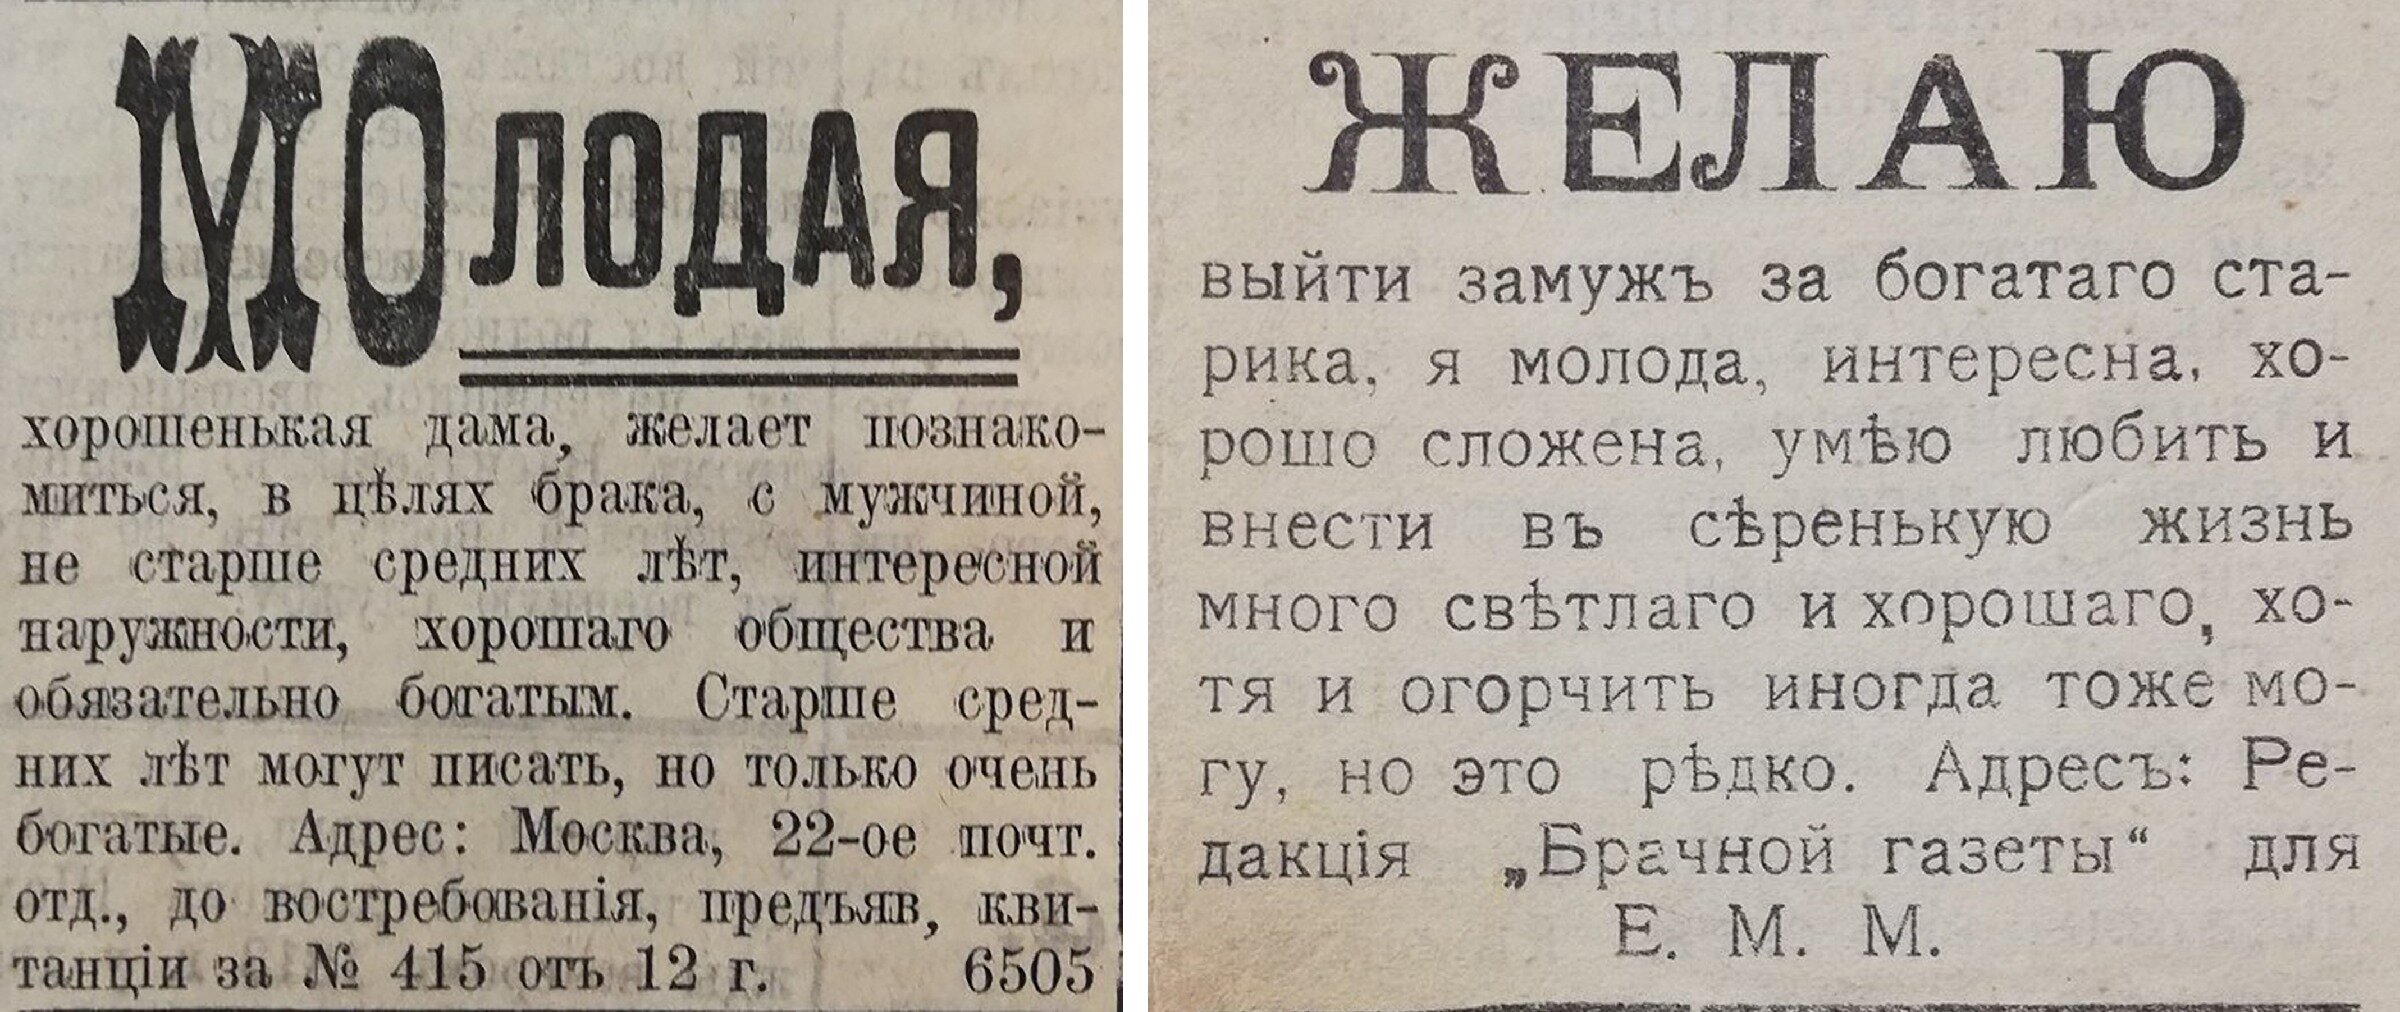 Молодая,
хорошенькая дама, желает познако-
миться, в цѣлях брака, с мужчиной,
не старше средних лѣт, интересной
наружности, хорошаго общества и
обязательно богатым. Старше сред-
них лѣт могут писать, но только очень
богатые. Адрес: Москва, 22-ое почт.
отд., до востребованія, предъяв, кви-
танціи за № 415 отъ 12 г. 6505
ЖЕЛАЮ
выйти замужъ за богатаго ста-
рика, я молода, интересна, хо-
рошо сложена, умѣю любить и
внести въ сѣренькую жизнь
много свѣтлаго и хорошаго, хо-
тя и огорчить иногда тоже мо-
гу, но это рѣдко. Адресъ: Ре-
дакція „Брачной газеты“ для
Е. М. М.